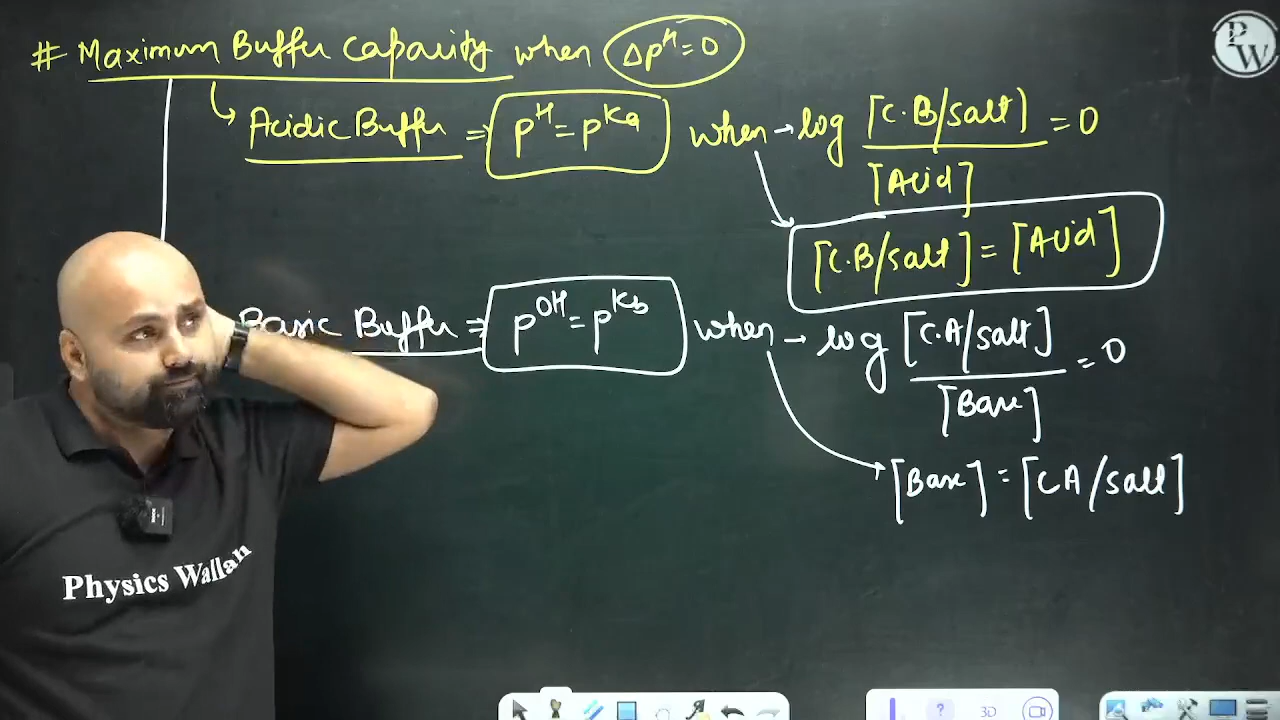 # Maximum Buffer Capacity when ΔpH = 0
PW
↳ Acidic Buffer ⇒ pH = pKa when → log [C.B/salt] / [Acid] = 0
[C.B/salt] = [Acid]
Basic Buffer ⇒ pOH = pKb when → log [C.A/salt] / [Base] = 0
[Base] = [CA/salt]
Physics Wallah
3D